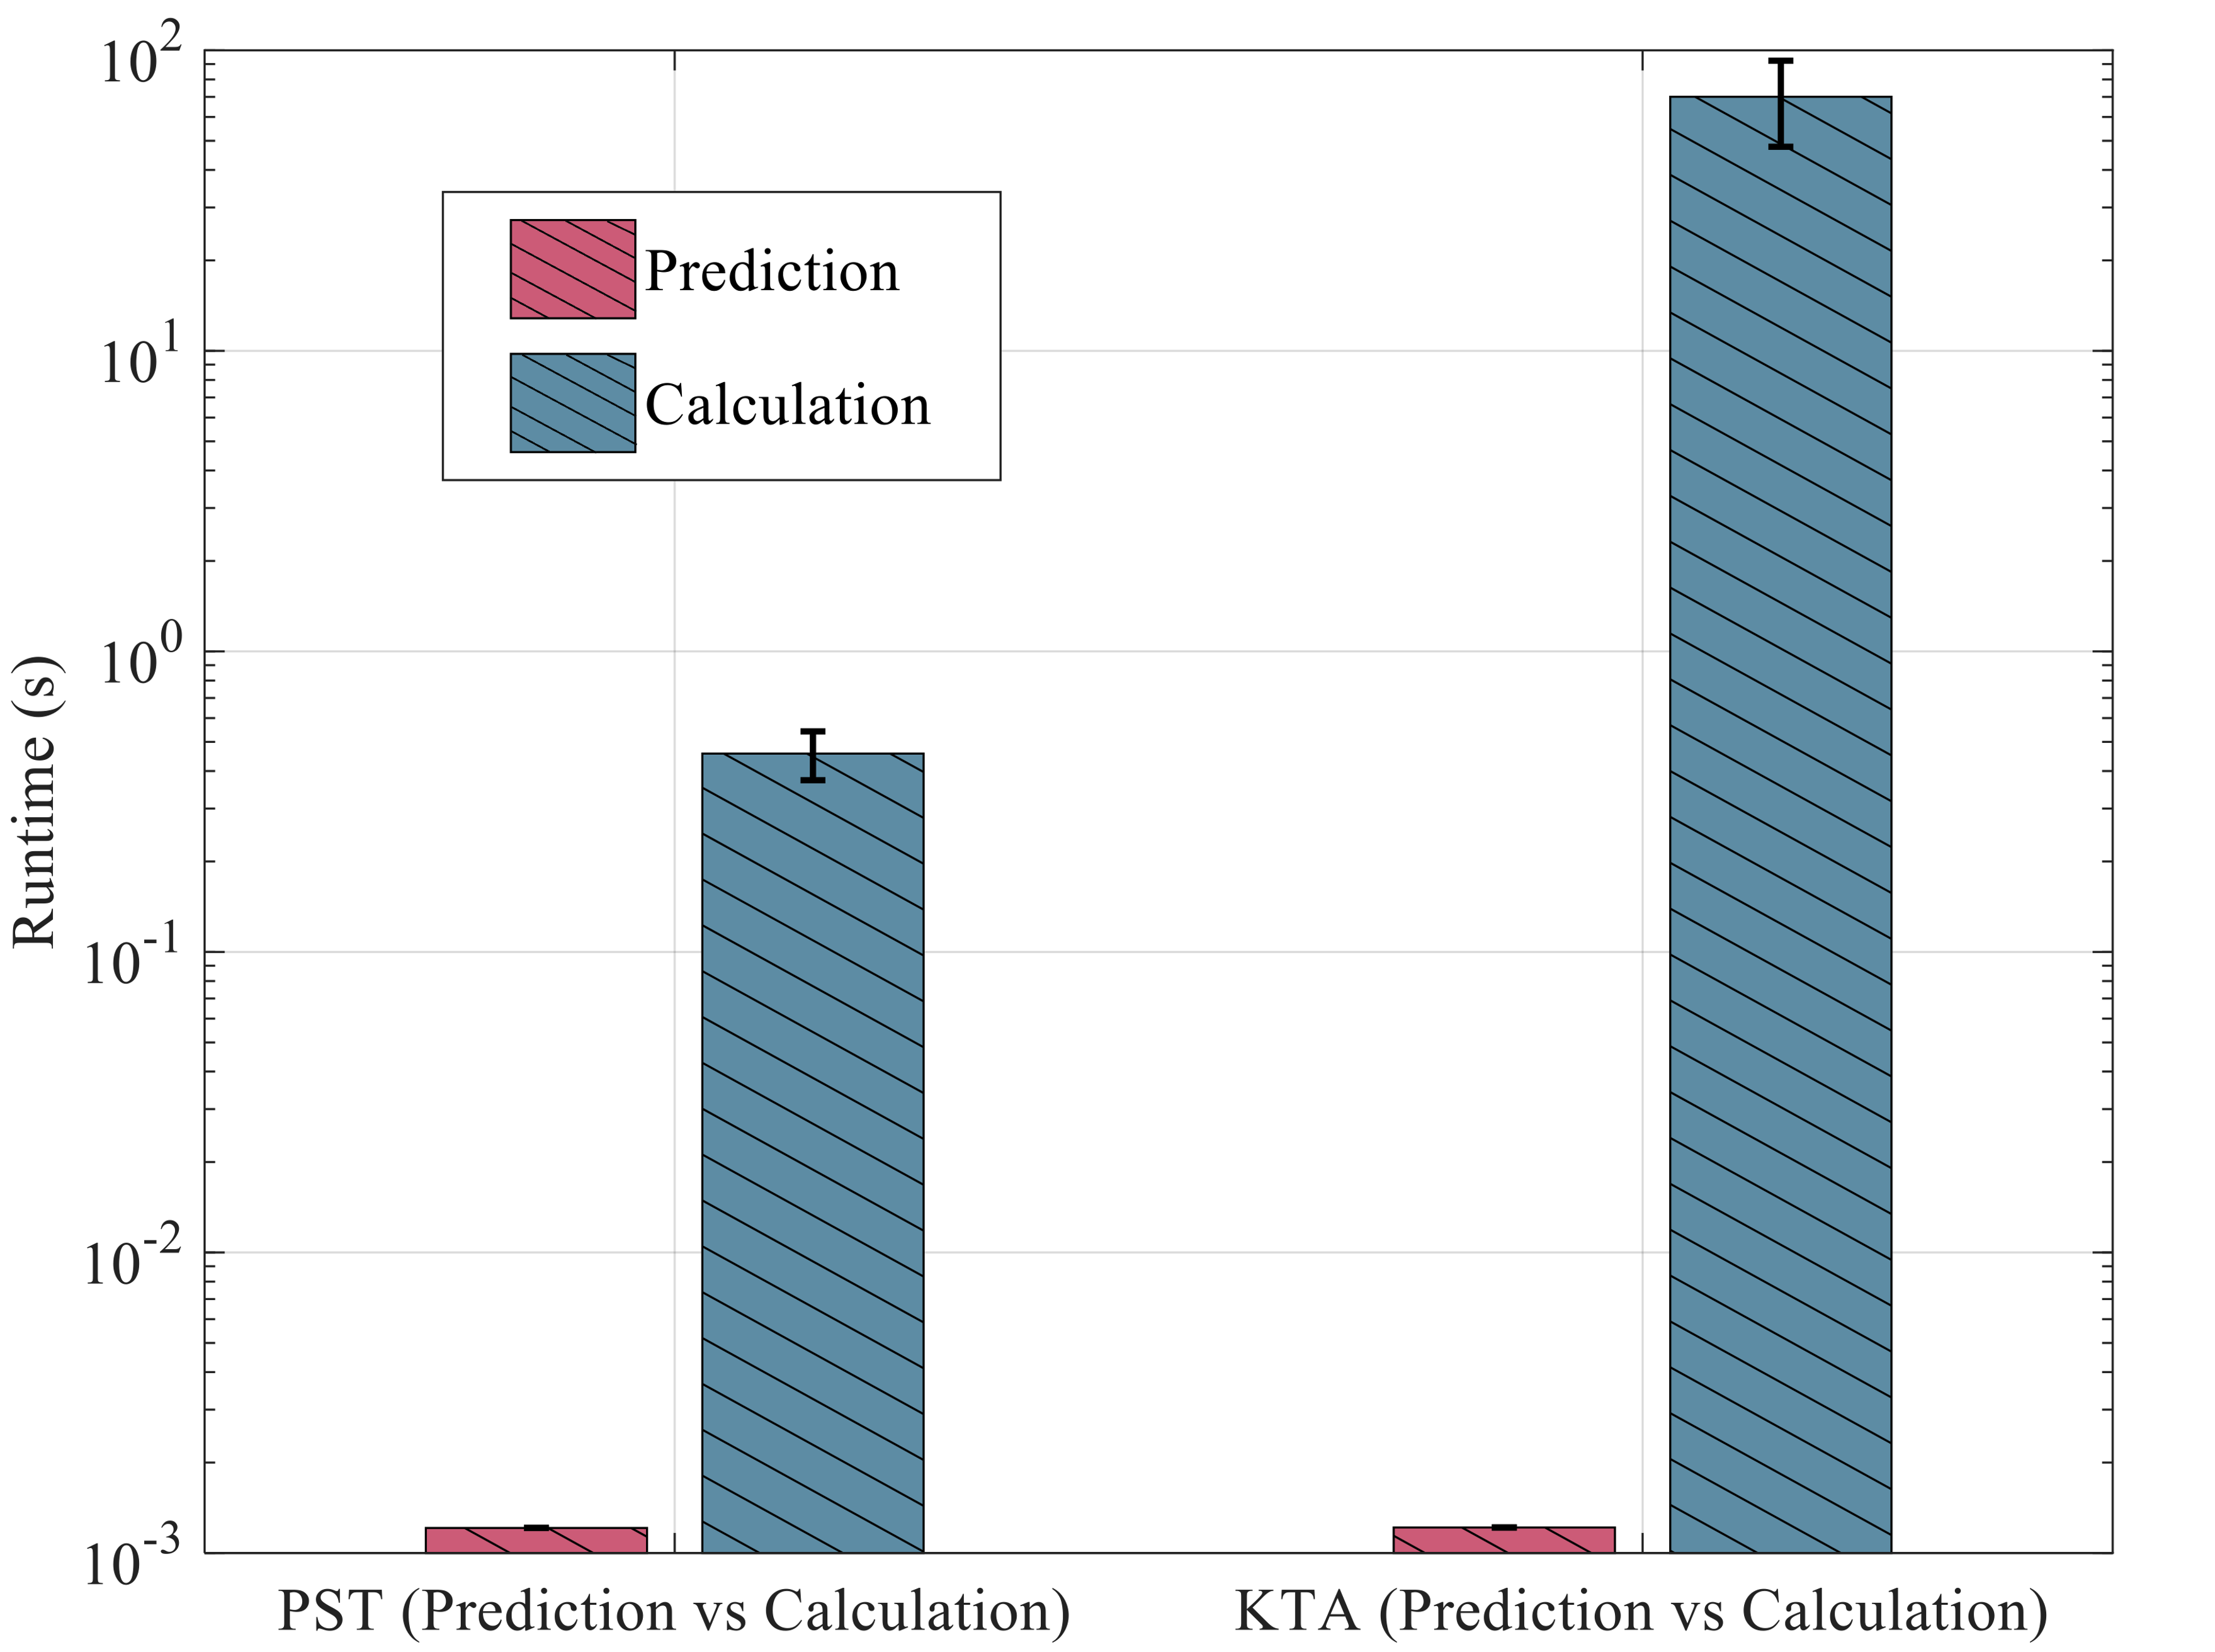 10^2
10^1
10^0
10^-1
10^-2
10^-3
Runtime (s)
Prediction
Calculation
PST (Prediction vs Calculation)
KTA (Prediction vs Calculation)